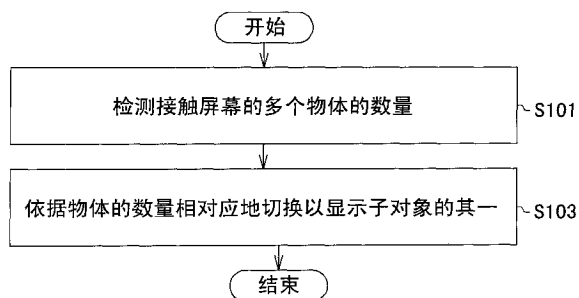 开始
检测接触屏幕的多个物体的数量
S101
依据物体的数量相对应地切换以显示子对象的其一
S103
结束